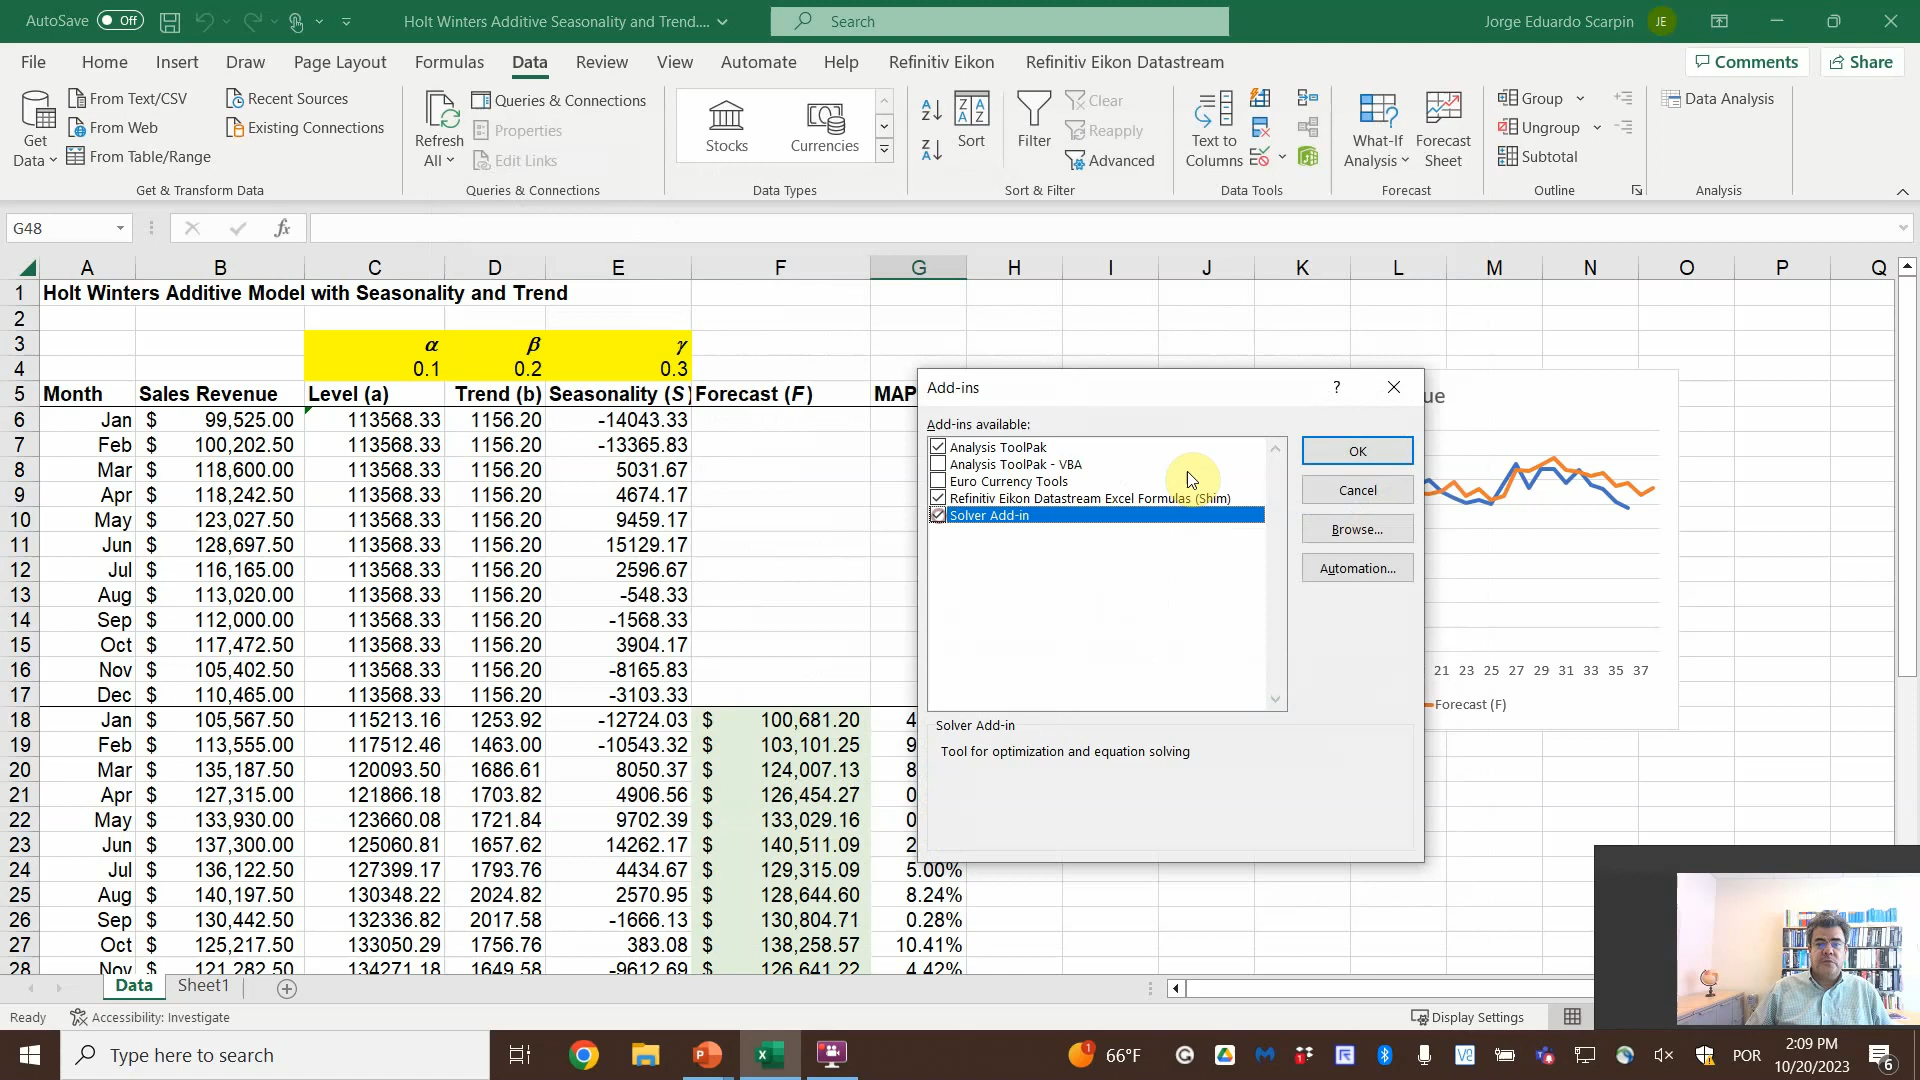 AutoSave Off Holt Winters Additive Seasonality and Trend.... Search Jorge Eduardo Scarpin JE
File Home Insert Draw Page Layout Formulas Data Review View Automate Help Refinitiv Eikon Refinitiv Eikon Datastream Comments Share
From Text/CSV Recent Sources Queries & Connections Clear Group Data Analysis
From Web Existing Connections Properties Reapply Ungroup
Get Data From Table/Range Refresh All Edit Links Stocks Currencies Sort Filter Advanced Text to Columns What-If Analysis Forecast Sheet Subtotal
Get & Transform Data Queries & Connections Data Types Sort & Filter Data Tools Forecast Outline Analysis
G48 fx
A B C D E F G H I J K L M N O P Q
1 Holt Winters Additive Model with Seasonality and Trend
2
3 α β γ
4 0.1 0.2 0.3
5 Month Sales Revenue Level (a) Trend (b) Seasonality (S) Forecast (F) MAP
6 Jan $ 99,525.00 113568.33 1156.20 -14043.33
7 Feb $ 100,202.50 113568.33 1156.20 -13365.83
8 Mar $ 118,600.00 113568.33 1156.20 5031.67
9 Apr $ 118,242.50 113568.33 1156.20 4674.17
10 May $ 123,027.50 113568.33 1156.20 9459.17
11 Jun $ 128,697.50 113568.33 1156.20 15129.17
12 Jul $ 116,165.00 113568.33 1156.20 2596.67
13 Aug $ 113,020.00 113568.33 1156.20 -548.33
14 Sep $ 112,000.00 113568.33 1156.20 -1568.33
15 Oct $ 117,472.50 113568.33 1156.20 3904.17
16 Nov $ 105,402.50 113568.33 1156.20 -8165.83
17 Dec $ 110,465.00 113568.33 1156.20 -3103.33
18 Jan $ 105,567.50 115213.16 1253.92 -12724.03 $ 100,681.20 4
19 Feb $ 113,555.00 117512.46 1463.00 -10543.32 $ 103,101.25 9
20 Mar $ 135,187.50 120093.50 1686.61 8050.37 $ 124,007.13 8
21 Apr $ 127,315.00 121866.18 1703.82 4906.56 $ 126,454.27 0
22 May $ 133,930.00 123660.08 1721.84 9702.39 $ 133,029.16 0
23 Jun $ 137,300.00 125060.81 1657.62 14262.17 $ 140,511.09 2
24 Jul $ 136,122.50 127399.17 1793.76 4434.67 $ 129,315.09 5.00%
25 Aug $ 140,197.50 130348.22 2024.82 2570.95 $ 128,644.60 8.24%
26 Sep $ 130,442.50 132336.82 2017.58 -1666.13 $ 130,804.71 0.28%
27 Oct $ 125,217.50 133050.29 1756.76 383.08 $ 138,258.57 10.41%
28 Nov $ 121,282.50 134271.18 1649.58 -9612.69 $ 126,641.22 4.42%
Add-ins ?
Add-ins available:
Analysis ToolPak
Analysis ToolPak - VBA
Euro Currency Tools
Refinitiv Eikon Datastream Excel Formulas (Shim)
Solver Add-in
OK
Cancel
Browse...
Automation...
Solver Add-in
Tool for optimization and equation solving
ue
21 23 25 27 29 31 33 35 37
Forecast (F)
Data Sheet1
Ready Accessibility: Investigate Display Settings
Type here to search 1 66°F POR 2:09 PM
10/20/2023 6